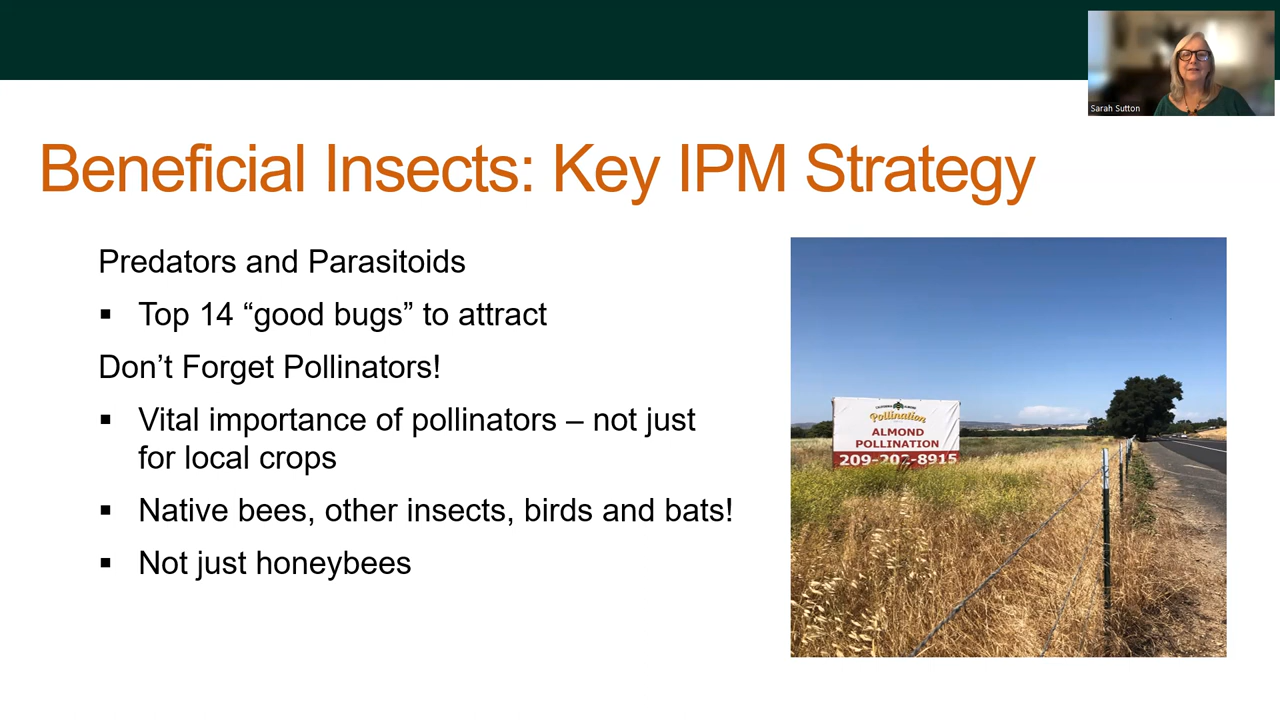 Sarah Sutton
Beneficial Insects: Key IPM Strategy
Predators and Parasitoids
▪ Top 14 “good bugs” to attract
Don’t Forget Pollinators!
▪ Vital importance of pollinators – not just
for local crops
▪ Native bees, other insects, birds and bats!
▪ Not just honeybees
Pollination
ALMOND
POLLINATION
209-202-8915